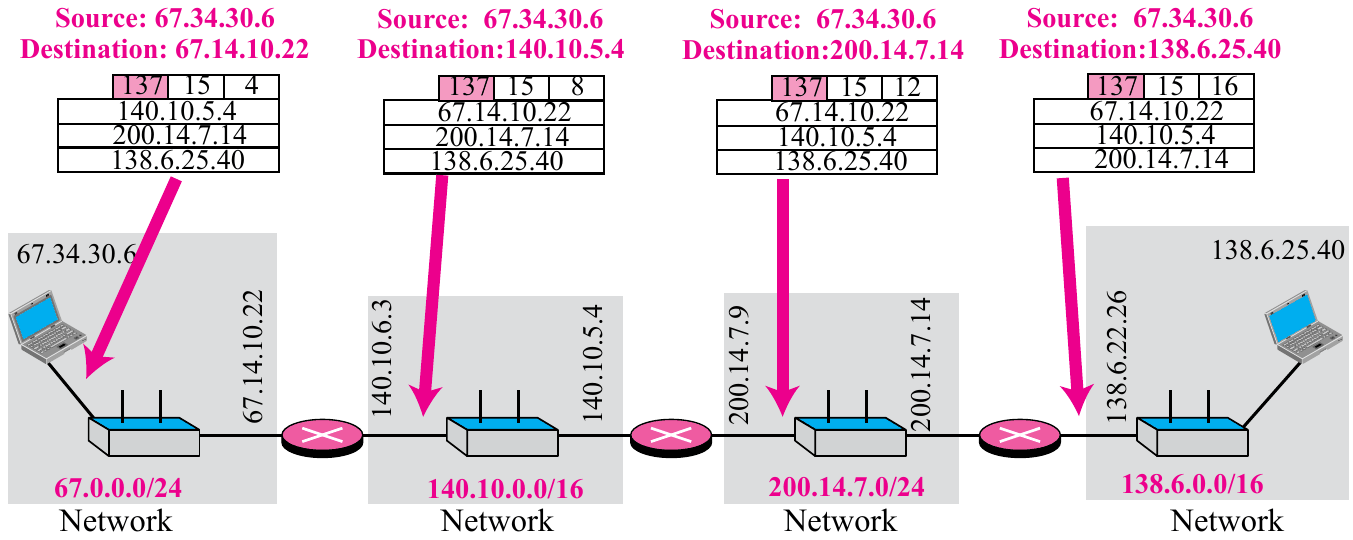 Source: 67.34.30.6
Destination: 67.14.10.22
137 15 4
140.10.5.4
200.14.7.14
138.6.25.40
Source: 67.34.30.6
Destination:140.10.5.4
137 15 8
67.14.10.22
200.14.7.14
138.6.25.40
Source: 67.34.30.6
Destination:200.14.7.14
137 15 12
67.14.10.22
140.10.5.4
138.6.25.40
Source: 67.34.30.6
Destination:138.6.25.40
137 15 16
67.14.10.22
140.10.5.4
200.14.7.14
67.34.30.6
67.14.10.22
140.10.6.3
140.10.5.4
200.14.7.9
200.14.7.14
138.6.22.26
138.6.25.40
67.0.0.0/24
Network
140.10.0.0/16
Network
200.14.7.0/24
Network
138.6.0.0/16
Network